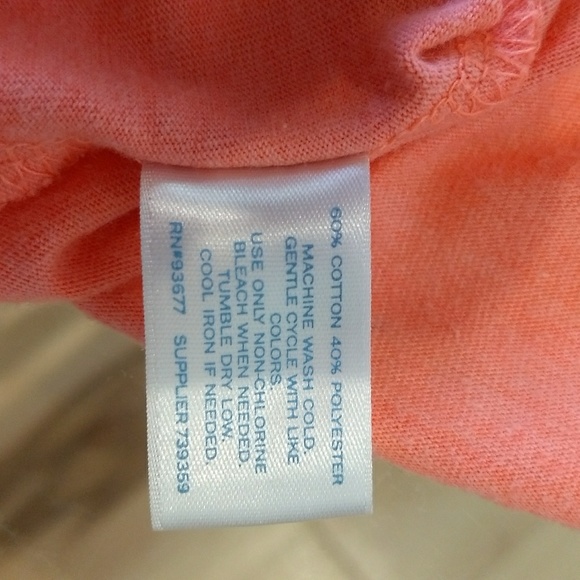 60% COTTON 40% POLYESTER
MACHINE WASH COLD,
GENTLE CYCLE WITH LIKE
COLORS.
USE ONLY NON-CHLORINE
BLEACH WHEN NEEDED.
TUMBLE DRY LOW.
COOL IRON IF NEEDED.
RN#93677 SUPPLIER 739359